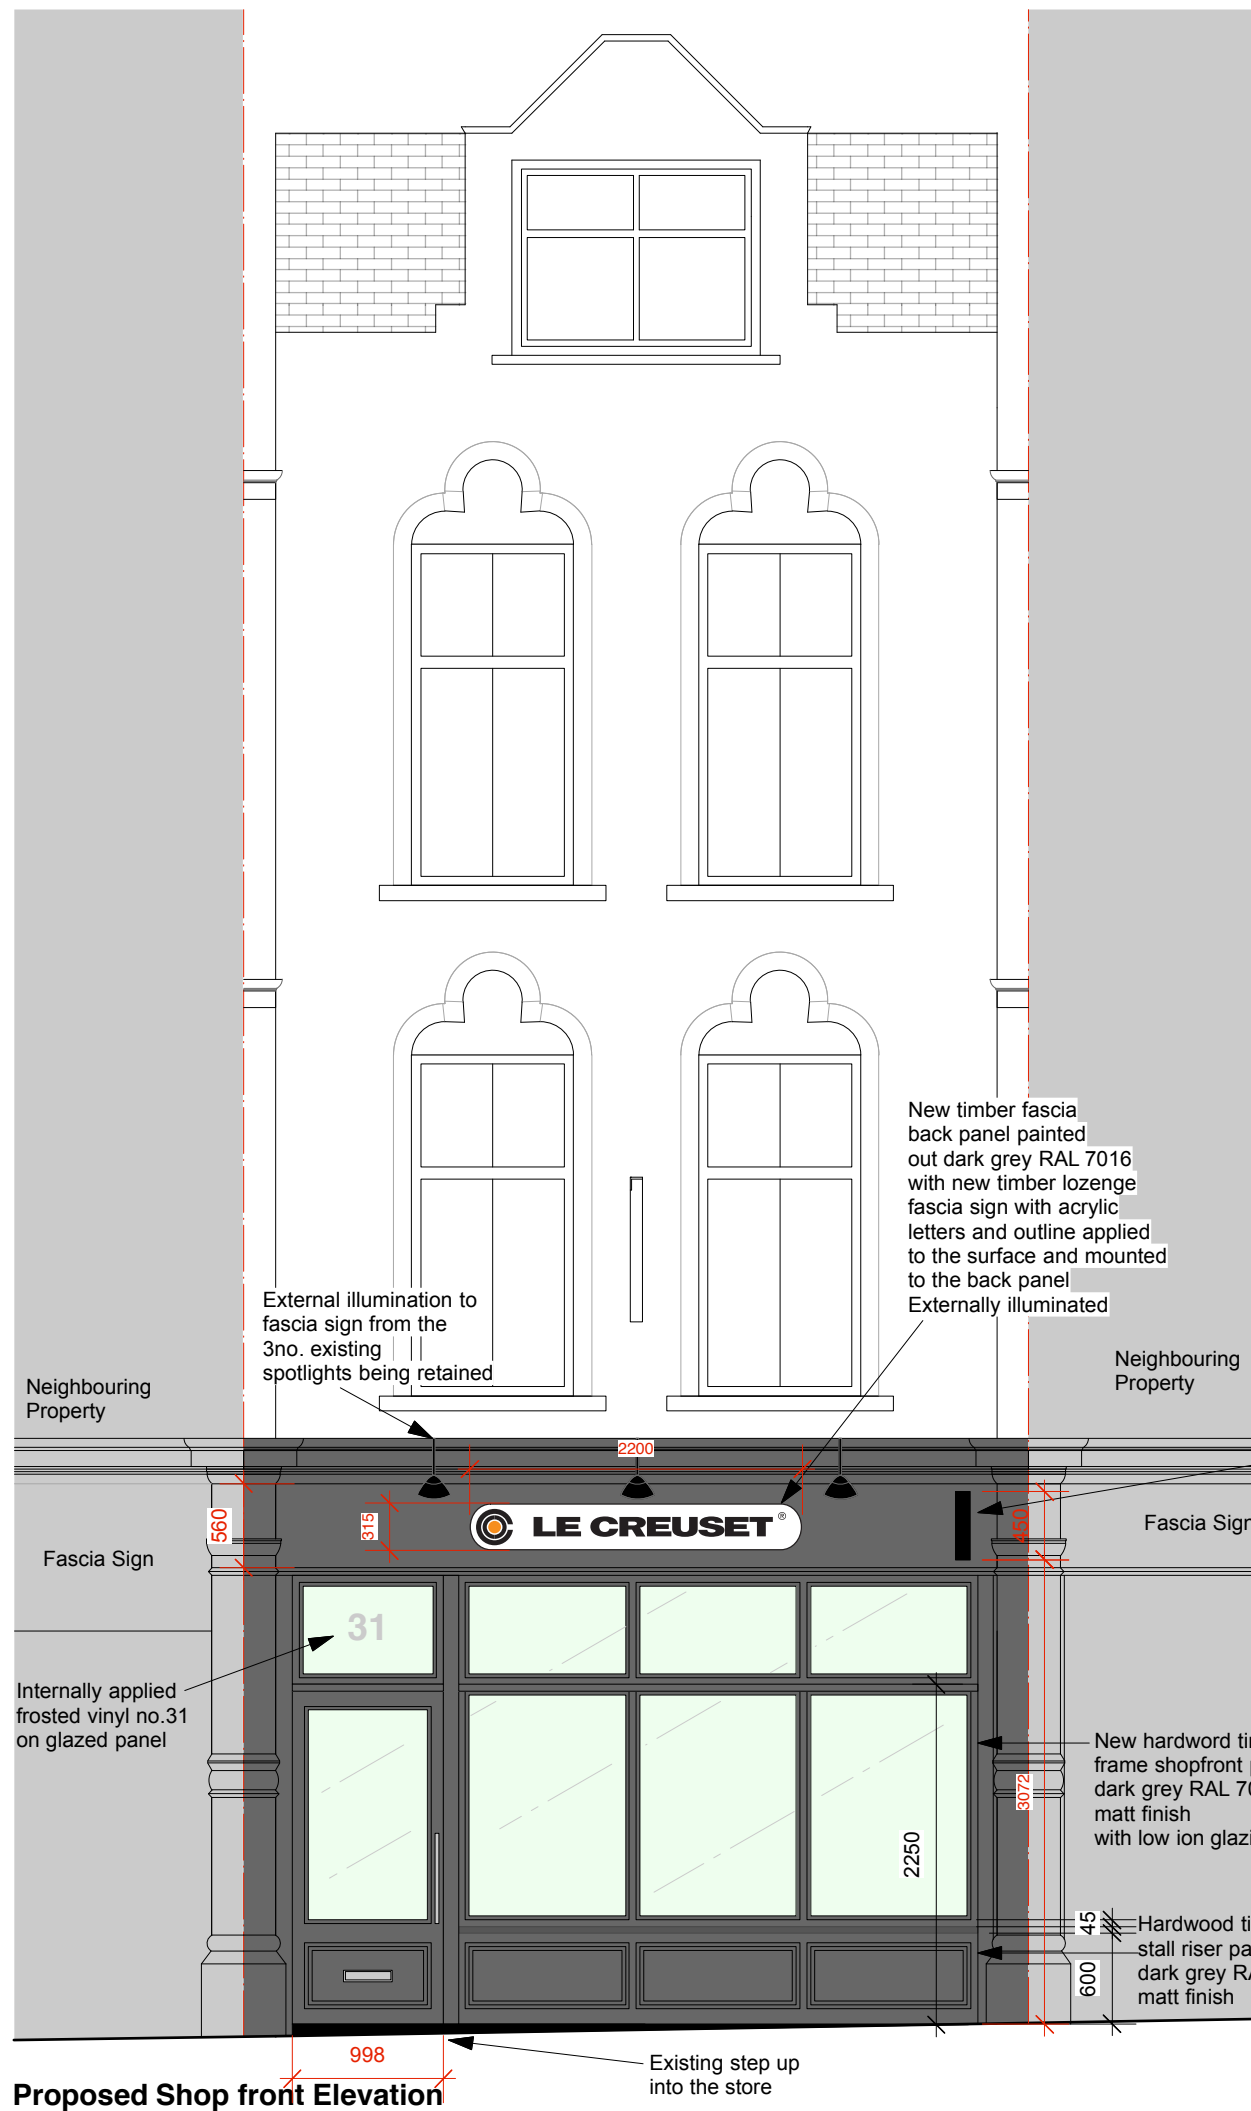 New timber fascia
back panel painted
out dark grey RAL 7016
with new timber lozenge
fascia sign with acrylic
letters and outline applied
to the surface and mounted
to the back panel
Externally illuminated
External illumination to
fascia sign from the
3no. existing
spotlights being retained
Neighbouring
Property
Neighbouring
Property
2200
560
315
LE CREUSET®
450
Fascia Sign
Fascia Sign
31
Internally applied
frosted vinyl no.31
on glazed panel
New hardword
frame shopfront
dark grey RAL
matt finish
with low ion
3072
2250
45
600
Hardwood
stall riser
dark grey
matt finish
998
Existing step up
into the store
Proposed Shop front Elevation